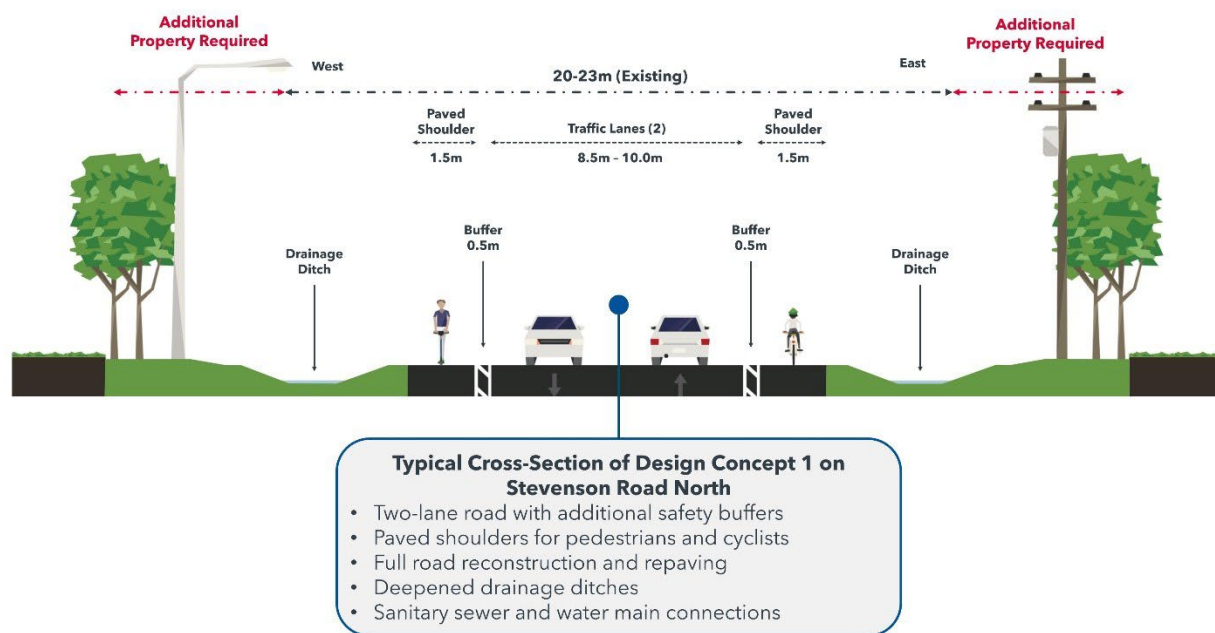 Additional
Property Required
Additional
Property Required
West
East
20-23m (Existing)
Paved
Shoulder
1.5m
Traffic Lanes (2)
8.5m – 10.0m
Paved
Shoulder
1.5m
Buffer
0.5m
Buffer
0.5m
Drainage
Ditch
Drainage
Ditch
Typical Cross-Section of Design Concept 1 on
Stevenson Road North
• Two-lane road with additional safety buffers
• Paved shoulders for pedestrians and cyclists
• Full road reconstruction and repaving
• Deepened drainage ditches
• Sanitary sewer and water main connections